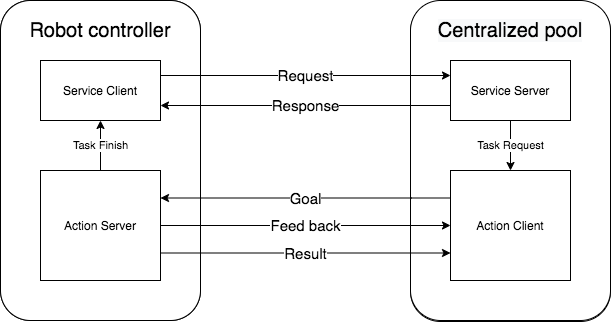 Robot controller
Centralized pool
Service Client
Request
Service Server
Response
Task Finish
Task Request
Goal
Action Server
Feed back
Action Client
Result